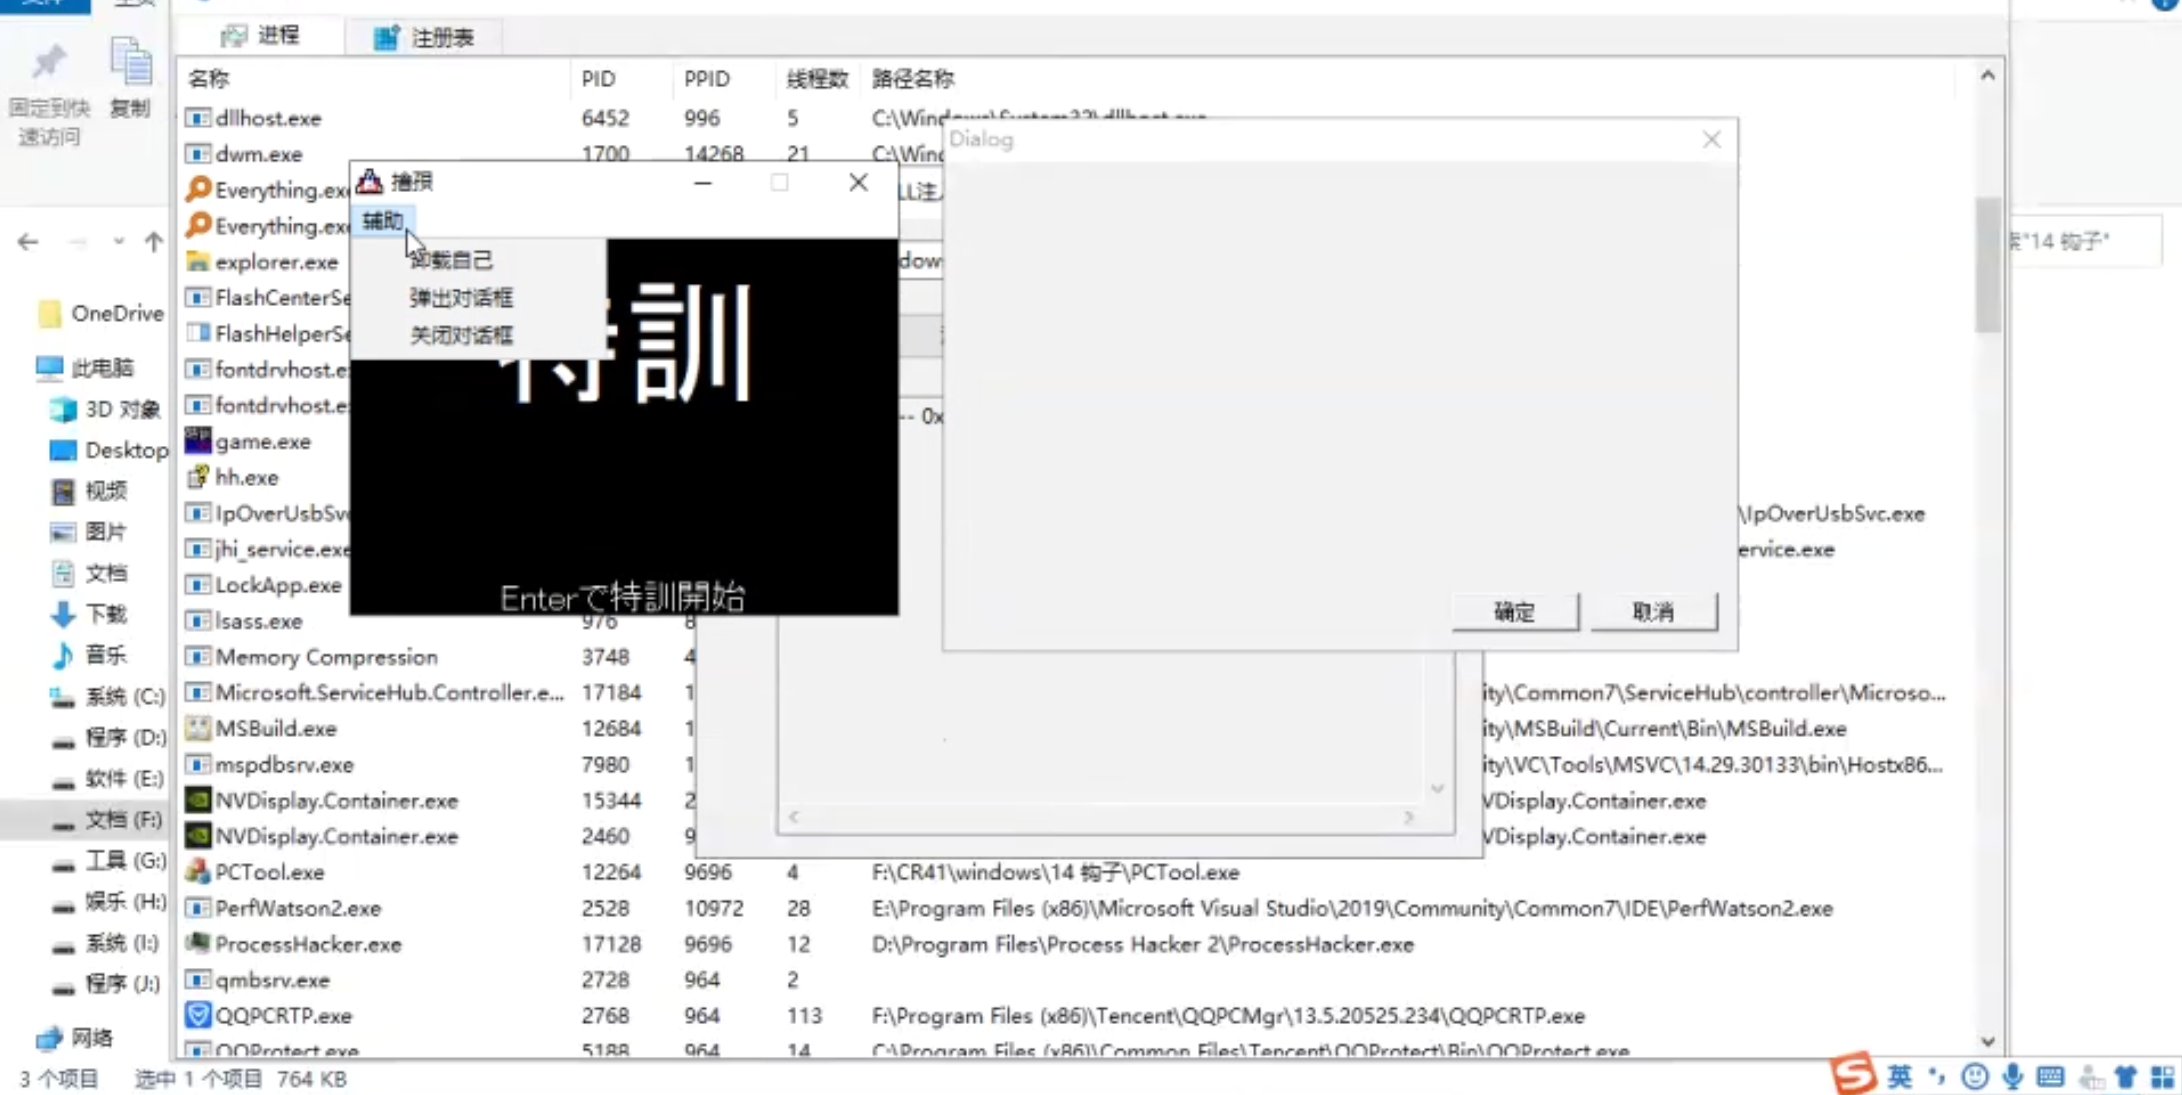 文件
主页
进程
注册表
固定到快
速访问
复制
名称 PID PPID 线程数 路径名称
dllhost.exe 6452 996 5 C:\Windows\System32\dllhost.exe
Dialog
dwm.exe 1700 14268 21 C:\Wind
擼殞
Everything.exe
LL注
辅助
Everything.exe
索"14 钩子"
卸载自己
explorer.exe
dow
弹出对话框
FlashCenterSe
OneDrive
特訓
关闭对话框
FlashHelperSe
此电脑
fontdrvhost.e
3D 对象
fontdrvhost.e
-- 0x
game.exe
Desktop
hh.exe
视频
IpOverUsbSv
\IpOverUsbSvc.exe
图片
jhi_service.exe
ervice.exe
文档
LockApp.exe
Enterで特訓開始
下载
lsass.exe 976 8
确定
取消
音乐
Memory Compression 3748 4
系统 (C:)
Microsoft.ServiceHub.Controller.e... 17184 1
ity\Common7\ServiceHub\controller\Microso...
程序 (D:)
MSBuild.exe 12684 1
ity\MSBuild\Current\Bin\MSBuild.exe
软件 (E:)
mspdbsrv.exe 7980 1
ity\VC\Tools\MSVC\14.29.30133\bin\Hostx86...
NVDisplay.Container.exe 15344 2
VDisplay.Container.exe
文档 (F:)
NVDisplay.Container.exe 2460 9
VDisplay.Container.exe
工具 (G:)
PCTool.exe 12264 9696 4 F:\CR41\windows\14 钩子\PCTool.exe
娱乐 (H:)
PerfWatson2.exe 2528 10972 28 E:\Program Files (x86)\Microsoft Visual Studio\2019\Community\Common7\IDE\PerfWatson2.exe
系统 (I:)
ProcessHacker.exe 17128 9696 12 D:\Program Files\Process Hacker 2\ProcessHacker.exe
程序 (J:)
qmbsrv.exe 2728 964 2
QQPCRTP.exe 2768 964 113 F:\Program Files (x86)\Tencent\QQPCMgr\13.5.20525.234\QQPCRTP.exe
网络
QQProtect.exe 5188 964 14 C:\Program Files (x86)\Common Files\Tencent\QQProtect\Bin\QQProtect.exe
3 个项目 选中 1 个项目 764 KB
英